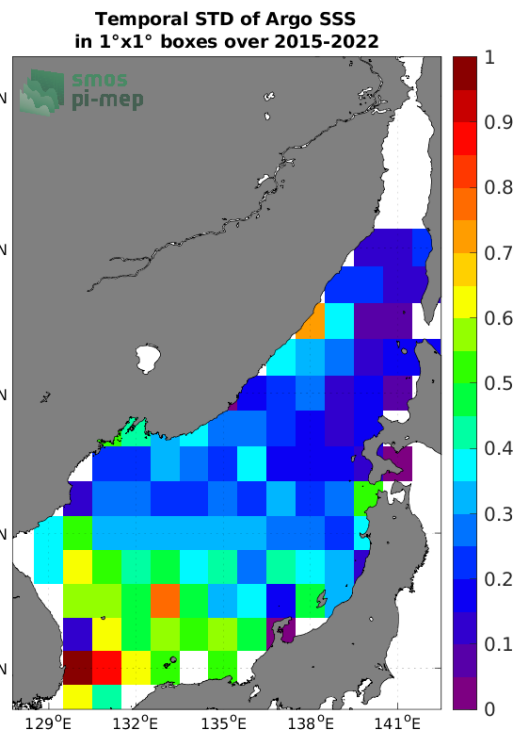 Temporal STD of Argo SSS
in 1°x1° boxes over 2015-2022
smos
pi-mep
N
N
N
N
N
1
0.9
0.8
0.7
0.6
0.5
0.4
0.3
0.2
0.1
0
129°E
132°E
135°E
138°E
141°E